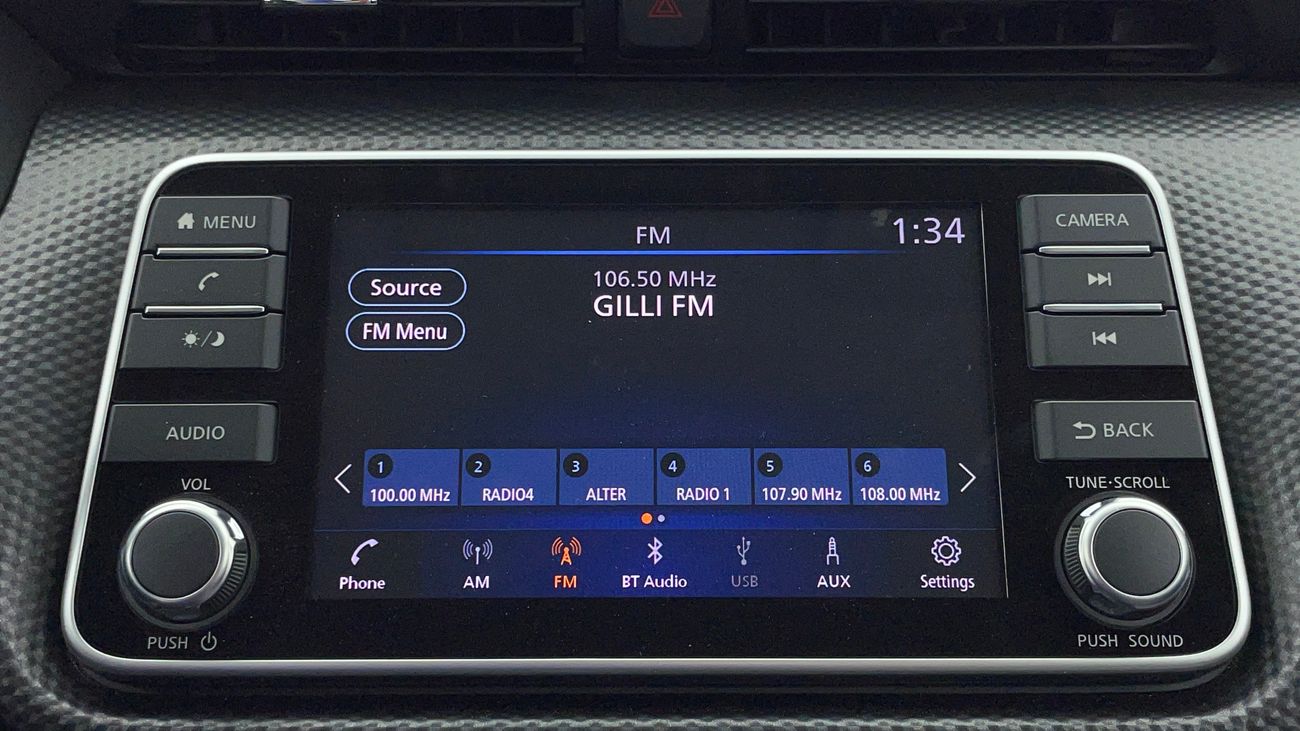 MENU
CAMERA
FM
1:34
Source
106.50 MHz
GILLI FM
FM Menu
AUDIO
BACK
VOL
TUNE·SCROLL
1
2
3
4
5
6
100.00 MHz
RADIO4
ALTER
RADIO 1
107.90 MHz
108.00 MHz
Phone
AM
FM
BT Audio
USB
AUX
Settings
PUSH
PUSH SOUND